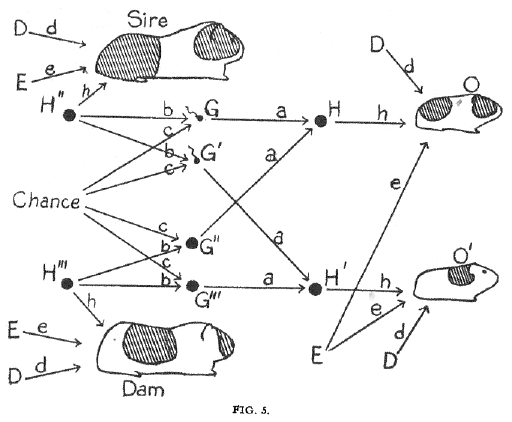 Sire
D d
E e
H" h
b G a H h
c
b G' a
c
Chance
c
b G" a
c
H''' b G''' a H' h
h
E e
D d
Dam
D
d
O
e
O'
E e
d
D
FIG. 5.